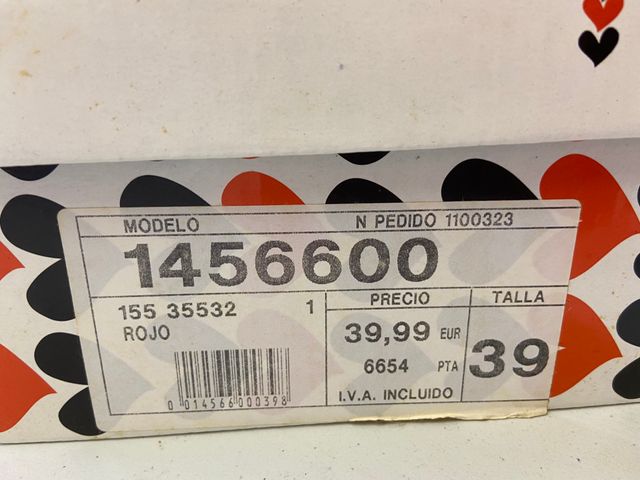 MODELO N PEDIDO 1100323
1456600
155 35532 1
ROJO
0 014566 000398
PRECIO
39,99 EUR
6654 PTA
I.V.A. INCLUIDO
TALLA
39